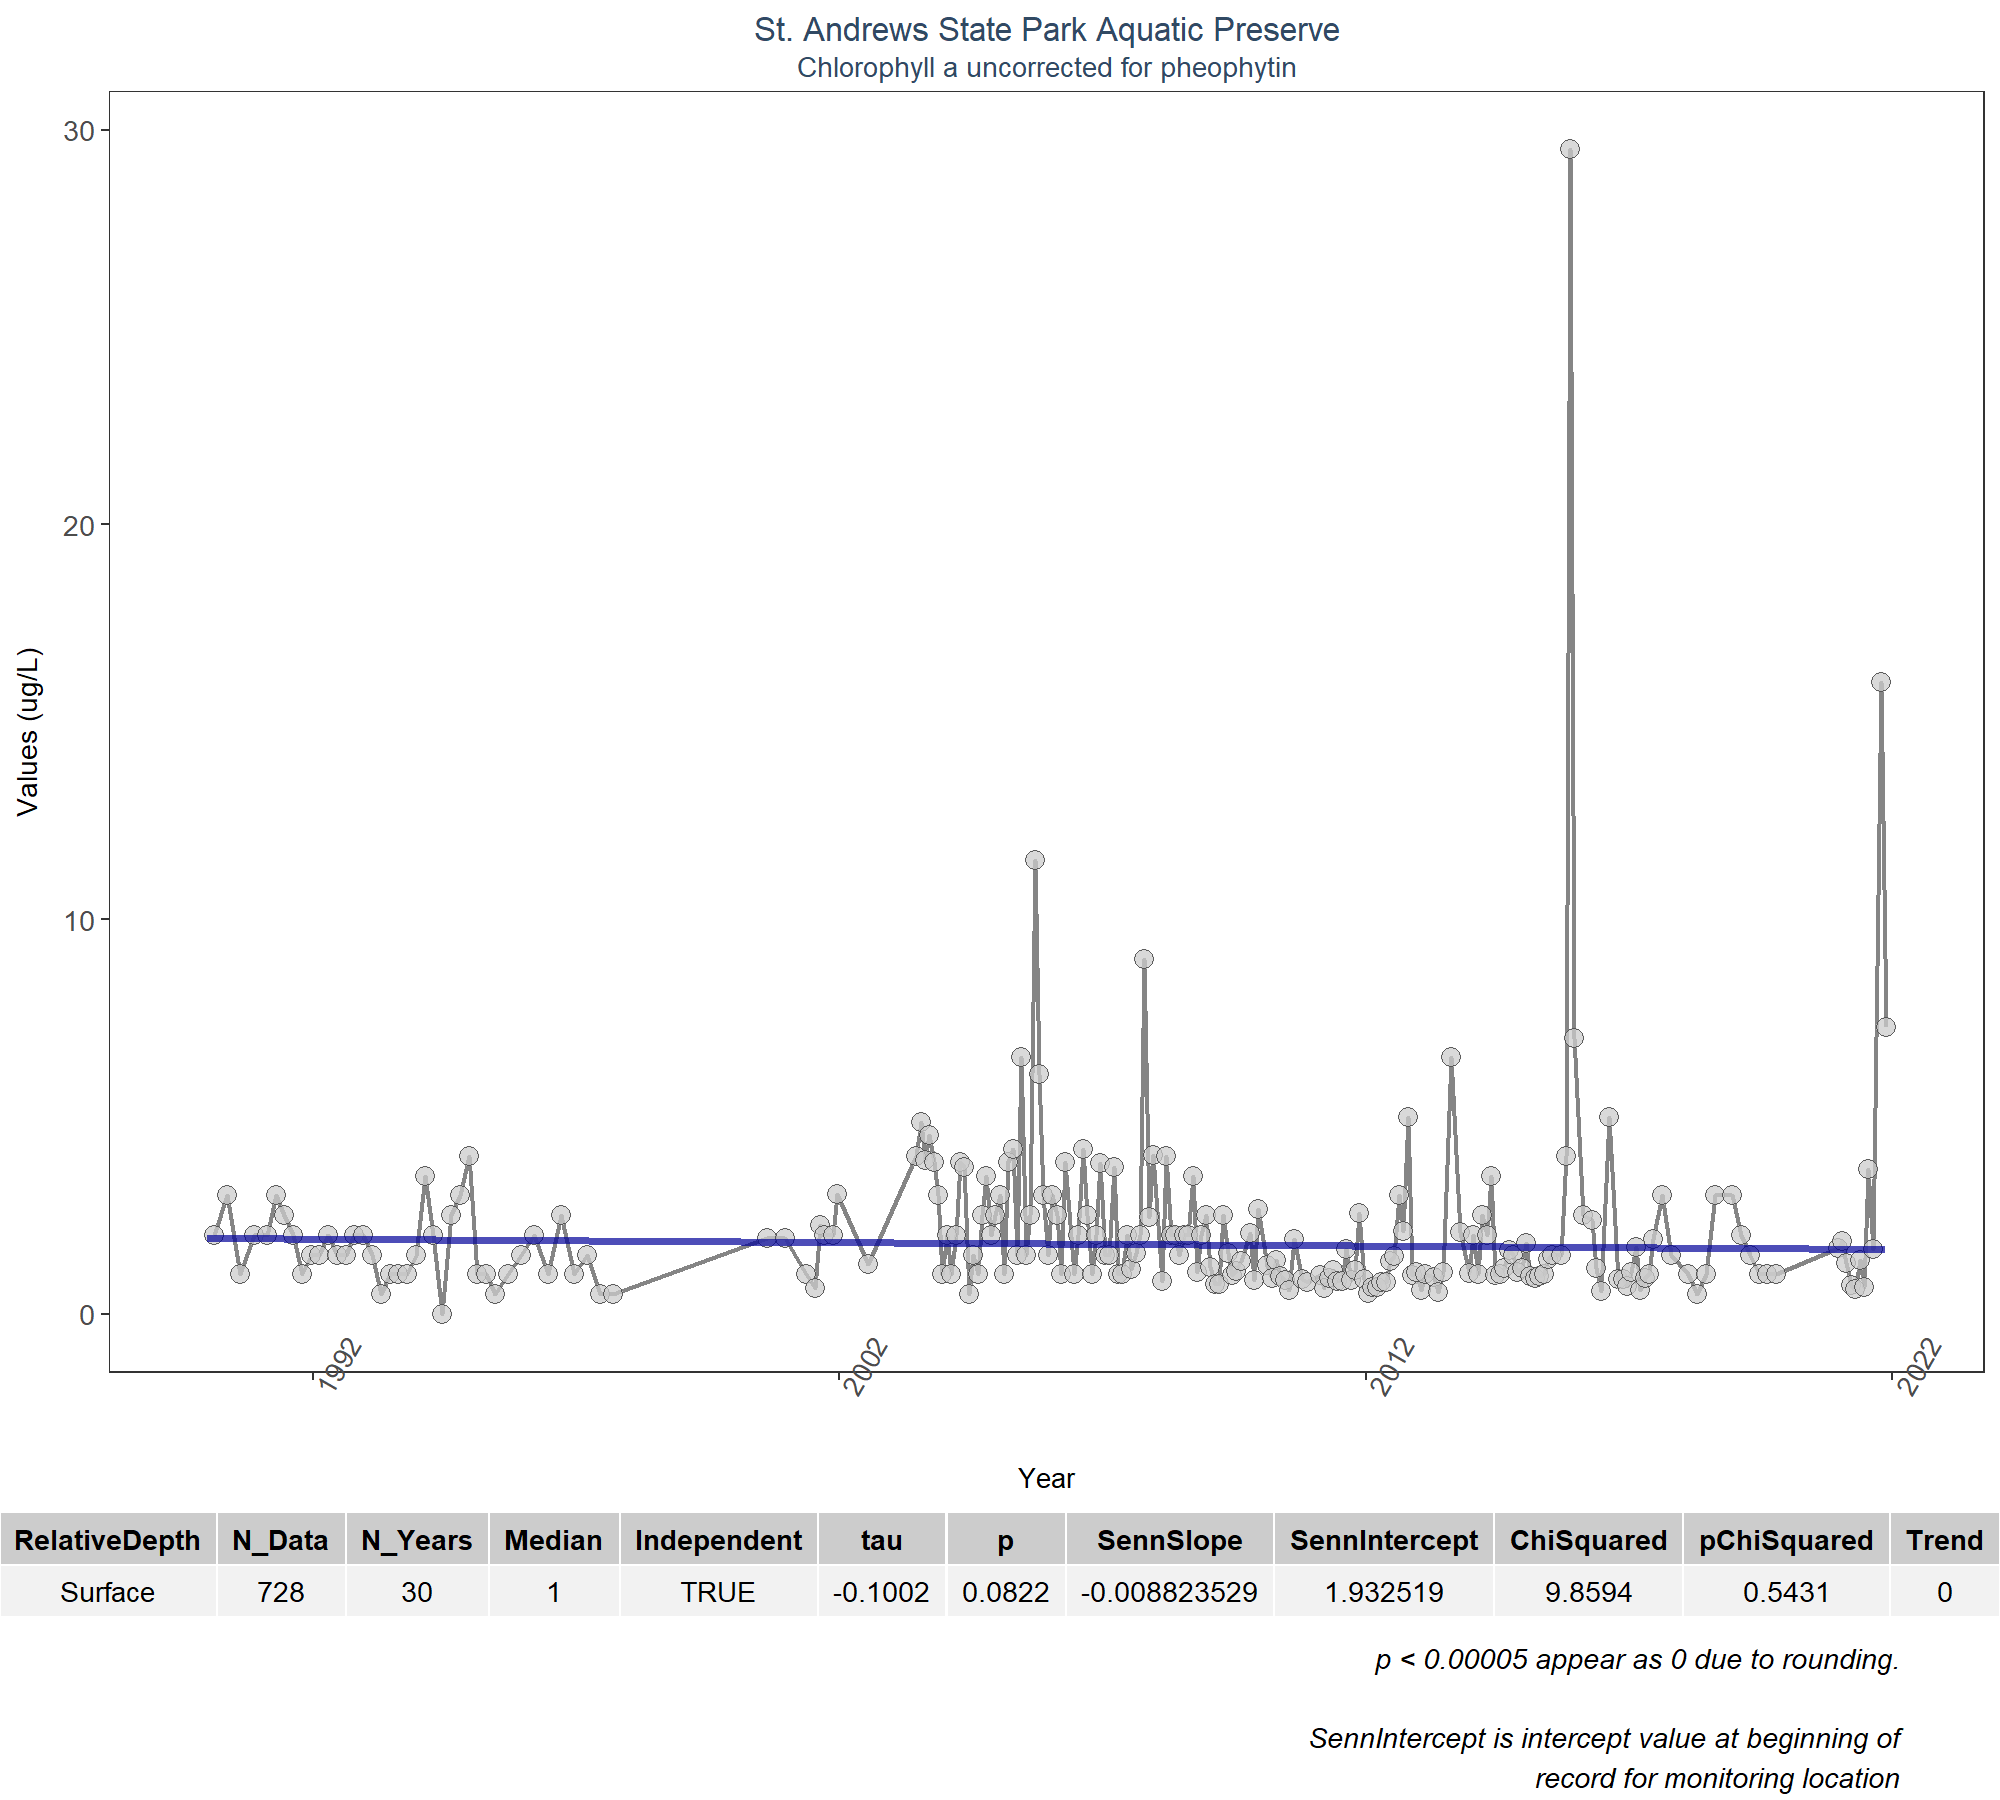 St. Andrews State Park Aquatic Preserve
Chlorophyll a uncorrected for pheophytin
30
20
10
0
Values (ug/L)
1992
2002
2012
2022
Year
RelativeDepth N_Data N_Years Median Independent tau p SennSlope SennIntercept ChiSquared pChiSquared Trend
Surface 728 30 1 TRUE -0.1002 0.0822 -0.008823529 1.932519 9.8594 0.5431 0
p < 0.00005 appear as 0 due to rounding.
SennIntercept is intercept value at beginning of
record for monitoring location